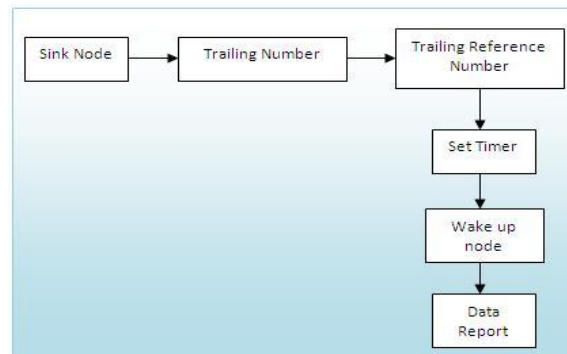 Sink Node
Trailing Number
Trailing Reference
Number
Set Timer
Wake up
node
Data
Report